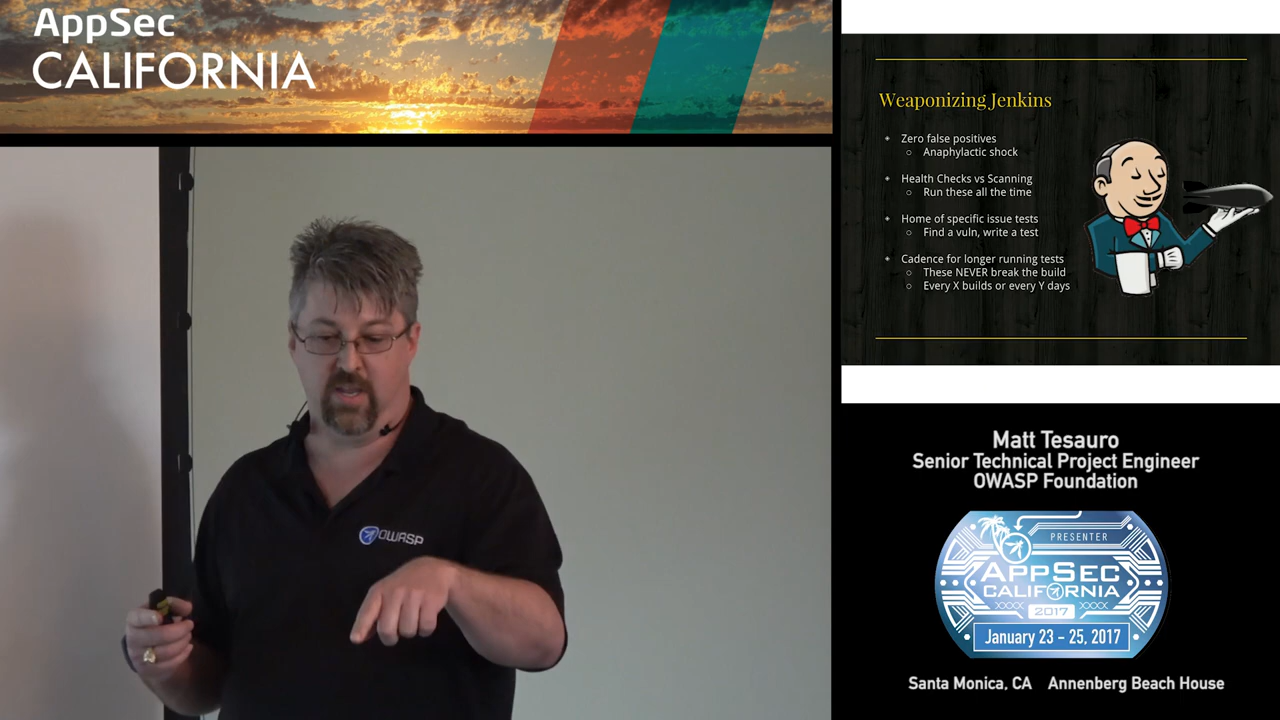 AppSec
CALIFORNIA
OWASP
Weaponizing Jenkins
Zero false positives
Anaphylactic shock
Health Checks vs Scanning
Run these all the time
Home of specific issue tests
Find a vuln, write a test
Cadence for longer running tests
These NEVER break the build
Every X builds or every Y days
Matt Tesauro
Senior Technical Project Engineer
OWASP Foundation
PRESENTER
APPSEC
CALIFORNIA
XXXX 2017 XXXX
January 23 - 25, 2017
Santa Monica, CA Annenberg Beach House